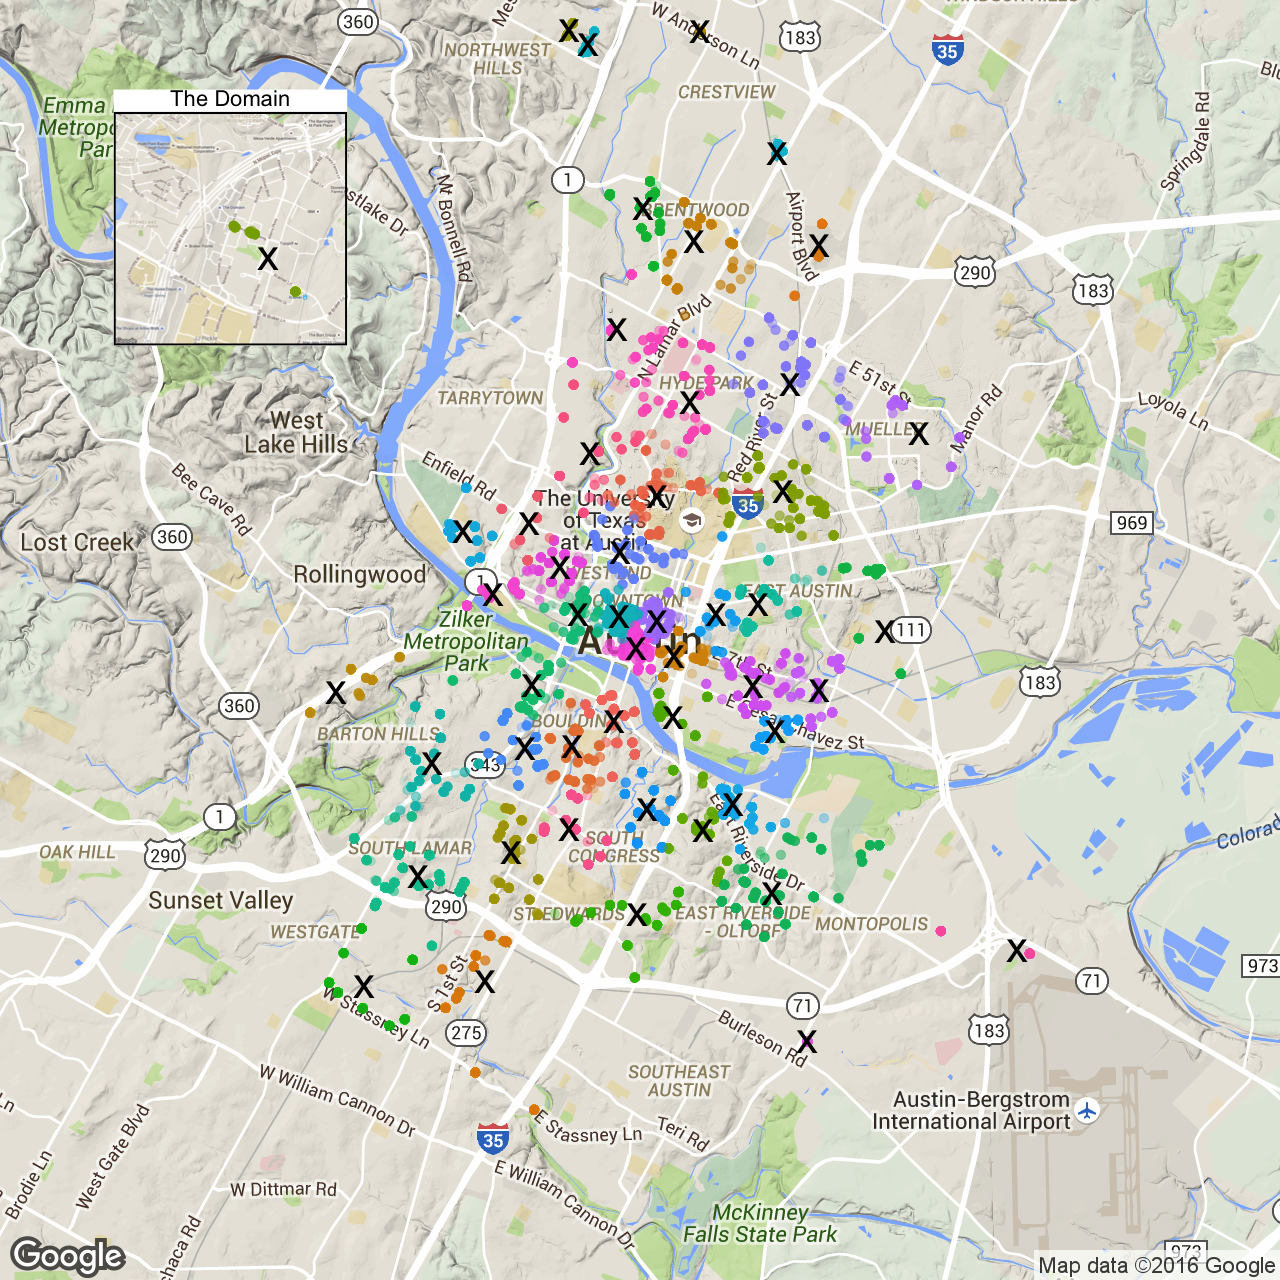 360
W Anderson Ln
183
35
NORTHWEST
HILLS
CRESTVIEW
The Domain
Emma
Metropo
Par
Springdale Rd
1
Mt Bonnell Rd
stlake Dr
BRENTWOOD
Airport Blvd
290
183
N Lamar Blvd
E 51st St
HYDE PARK
TARRYTOWN
Loyola Ln
Manor Rd
Red River St
MUELLER
West
Lake Hills
Enfield Rd
Bee Cave Rd
The University
of Texas
at Austin
35
969
360
Lost Creek
Rollingwood
1
WEST END
EAST AUSTIN
DOWNTOWN
Zilker
Metropolitan
Park
Austin
111
7th St
183
360
E Cesar Chavez St
BOULDIN
BARTON HILLS
343
1
East Riverside Dr
Colorad
OAK HILL
290
SOUTH LAMAR
SOUTH
CONGRESS
Sunset Valley
290
ST EDWARDS
EAST RIVERSIDE
- OLTORF
MONTOPOLIS
WESTGATE
973
S 1st St
71
W Stassney Ln
71
275
Burleson Rd
183
SOUTHEAST
AUSTIN
W William Cannon Dr
Austin-Bergstrom
International Airport
West Gate Blvd
35
E Stassney Ln
Teri Rd
Brodie Ln
W Dittmar Rd
E William Cannon Dr
McKinney
Falls State Park
chaca Rd
973
Google
Map data ©2016 Google